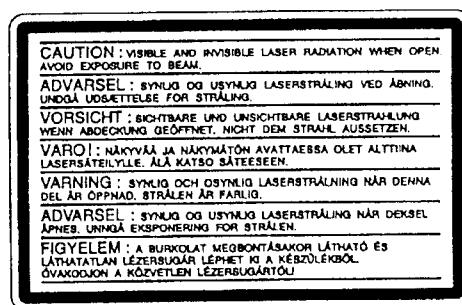 CAUTION : VISIBLE AND INVISIBLE LASER RADIATION WHEN OPEN.
AVOID EXPOSURE TO BEAM.
ADVARSEL : SYNLIG OG USYNLIG LASERSTRÅLING VED ÅBNING.
UNDGÅ UDSÆTTELSE FOR STRÅLING.
VORSICHT : SICHTBARE UND UNSICHTBARE LASERSTRAHLUNG
WENN ABDECKUNG GEÖFFNET. NICHT DEM STRAHL AUSSETZEN.
VARO! : NÄKYVÄÄ JA NÄKYMÄTÖN AVATTAESSA OLET ALTTIINA
LASERSÄTEILYLLE. ÄLÄ KATSO SÄTEESEEN.
VARNING : SYNLIG OCH OSYNLIG LASERSTRÅLNING NÄR DENNA
DEL ÄR ÖPPNAD. STRÅLEN ÄR FARLIG.
ADVARSEL : SYNLIG OG USYNLIG LASERSTRÅLING NÅR DEKSEL
ÅPNES. UNNGÅ EKSPONERING FOR STRÅLEN.
FIGYELEM : A BURKOLAT MEGBONTÁSAKOR LÁTHATÓ ÉS
LÁTHATATLAN LÉZERSUGÁR LÉPHET KI A KÉSZÜLÉKBŐL.
ÓVAKODJON A KÖZVETLEN LÉZERSUGÁRTÓL!